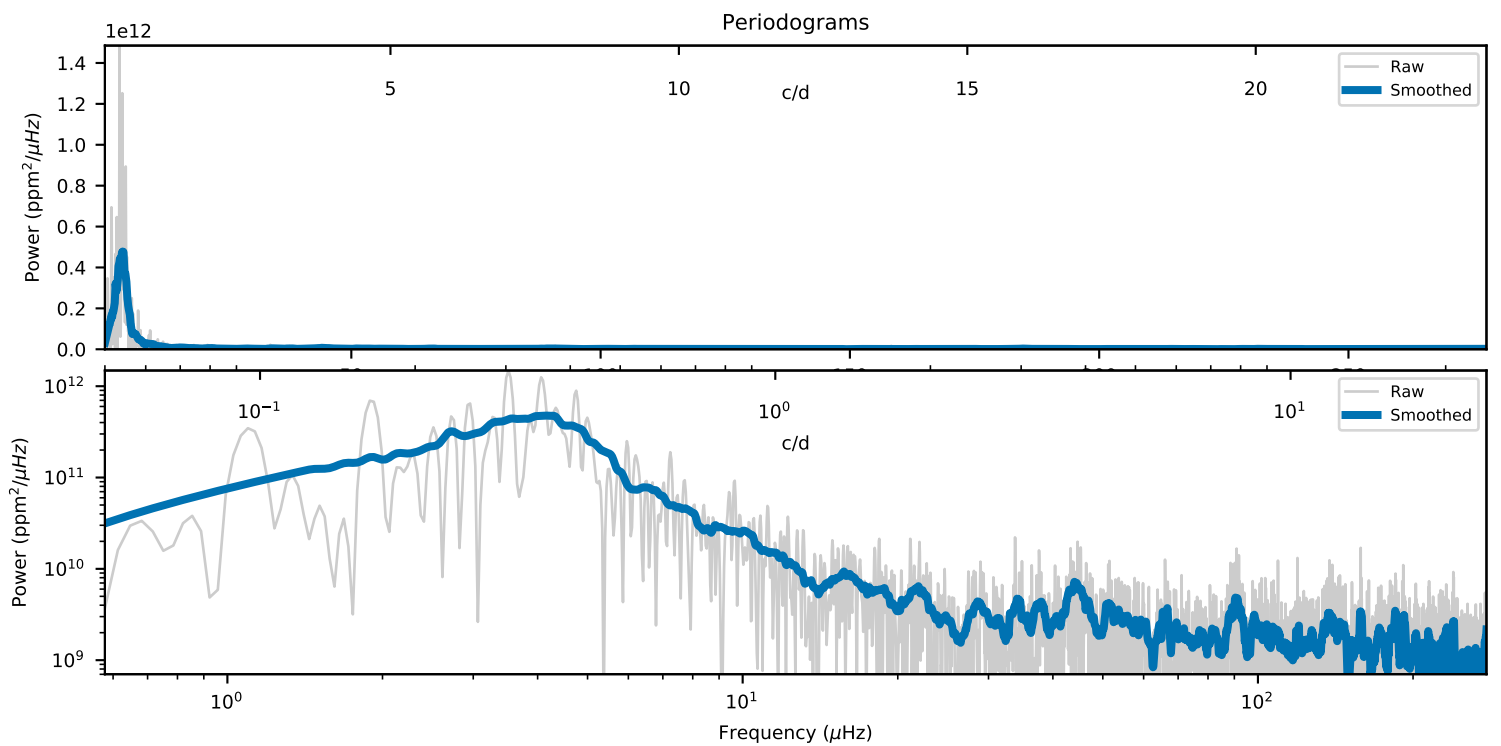 Periodograms
1e12
1.4
1.2
1.0
0.8
0.6
0.4
0.2
0.0
Power (ppm²/μHz)
5 10 15 20
c/d
Raw
Smoothed
10¹²
10¹¹
10¹⁰
10⁹
Power (ppm²/μHz)
10⁻¹ 10⁰ 10¹
c/d
Raw
Smoothed
10⁰ 10¹ 10²
Frequency (μHz)